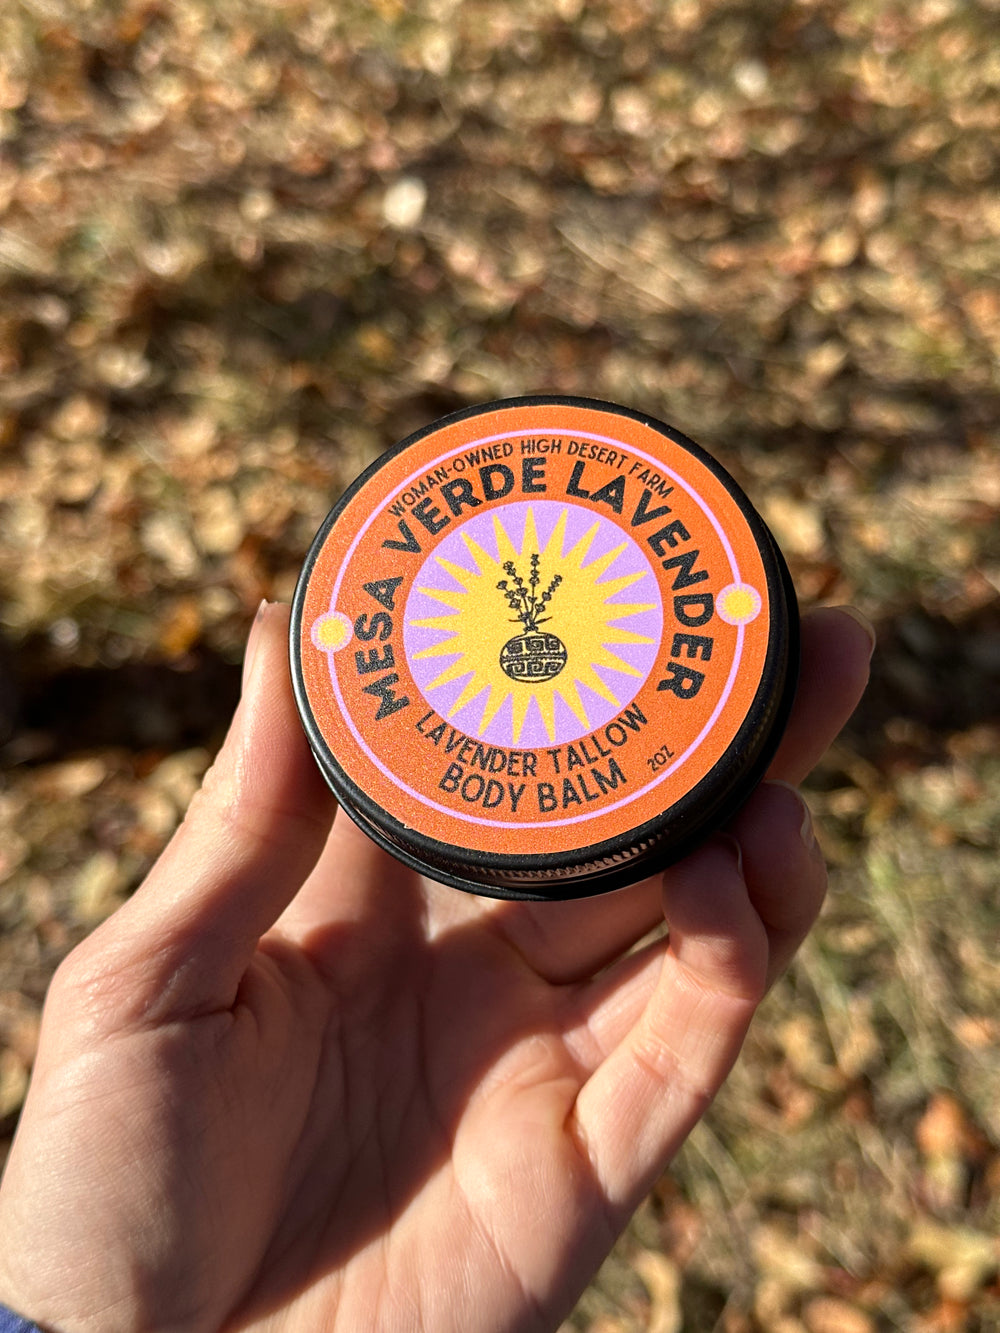 WOMAN-OWNED HIGH DESERT FARM
MESA VERDE LAVENDER
LAVENDER TALLOW
BODY BALM
2OZ